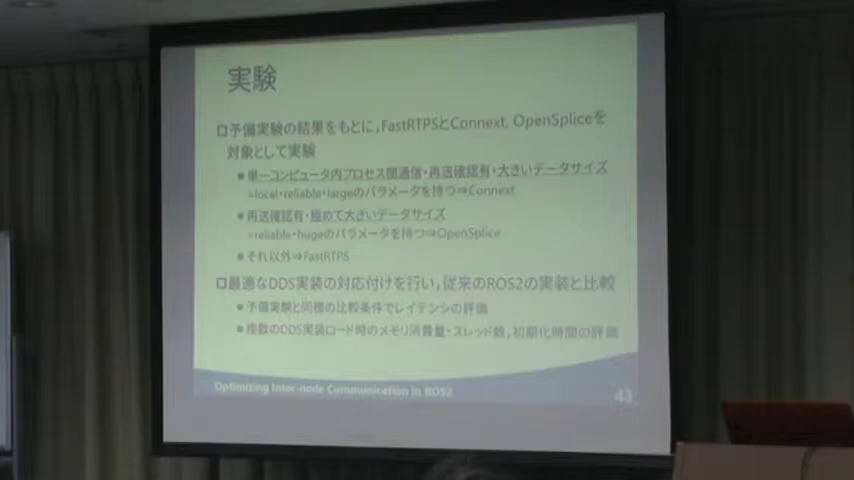 実験
予備実験の結果をもとに，FastRTPSとConnext, OpenSpliceを
対象として実験
単一コンピュータ内プロセス間通信・再送確認有・大きいデータサイズ
=local・reliable・largeのパラメータを持つ⇒Connext
再送確認有・極めて大きいデータサイズ
=reliable・hugeのパラメータを持つ⇒OpenSplice
それ以外⇒FastRTPS
最適なDDS実装の対応付けを行い，従来のROS2の実装と比較
予備実験と同様の比較条件でレイテンシの評価
複数のDDS実装ロード時のメモリ消費量・スレッド数，初期化時間の評価
Optimizing Inter-node Communication in ROS2
43